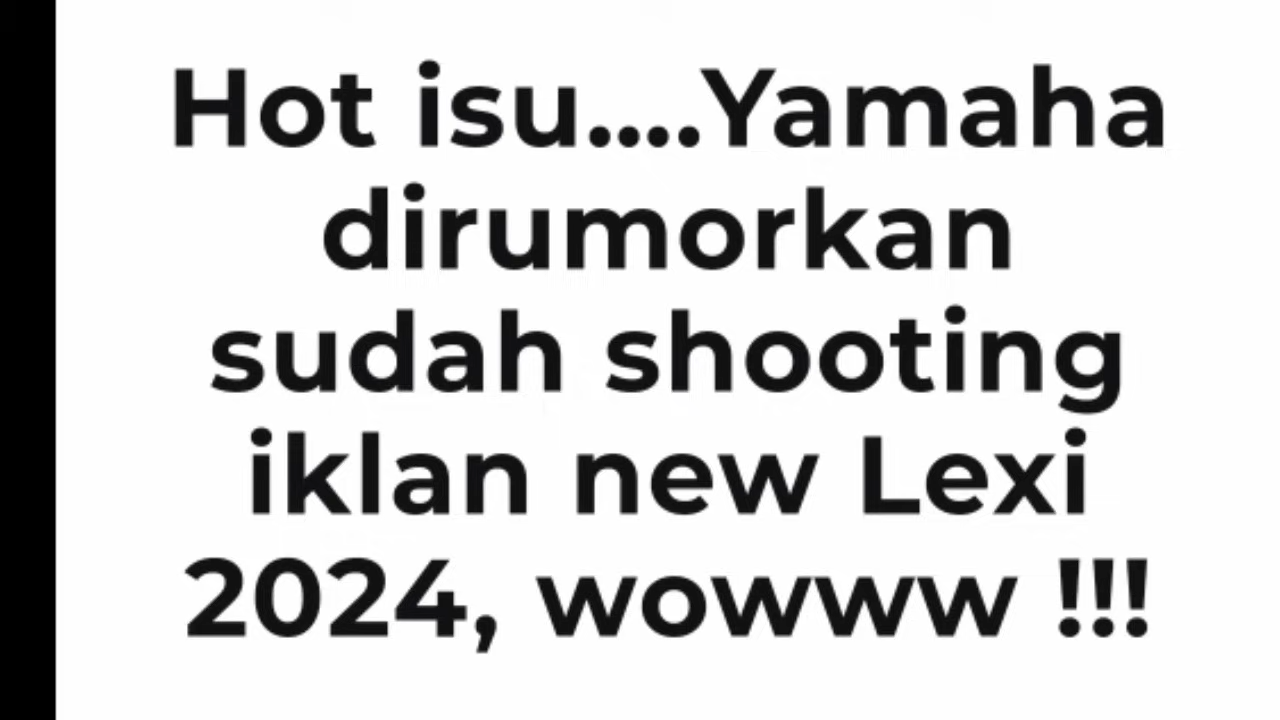 Hot isu....Yamaha
dirumorkan
sudah shooting
iklan new Lexi
2024, wowww !!!